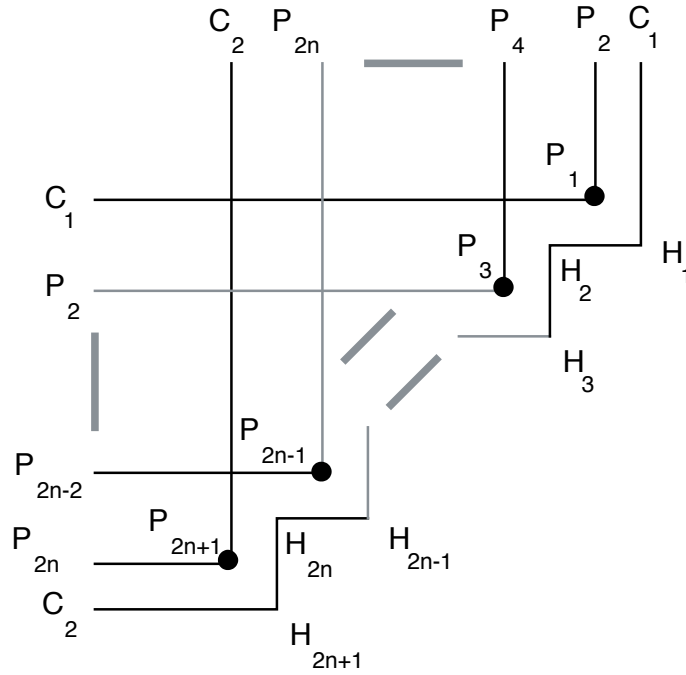 C2 P2n P4 P2 C1
P1
C1
P3 H1
H2
P2
H3
P2n-1
P2n-2
P2n+1
P2n H2n H2n-1
C2
H2n+1